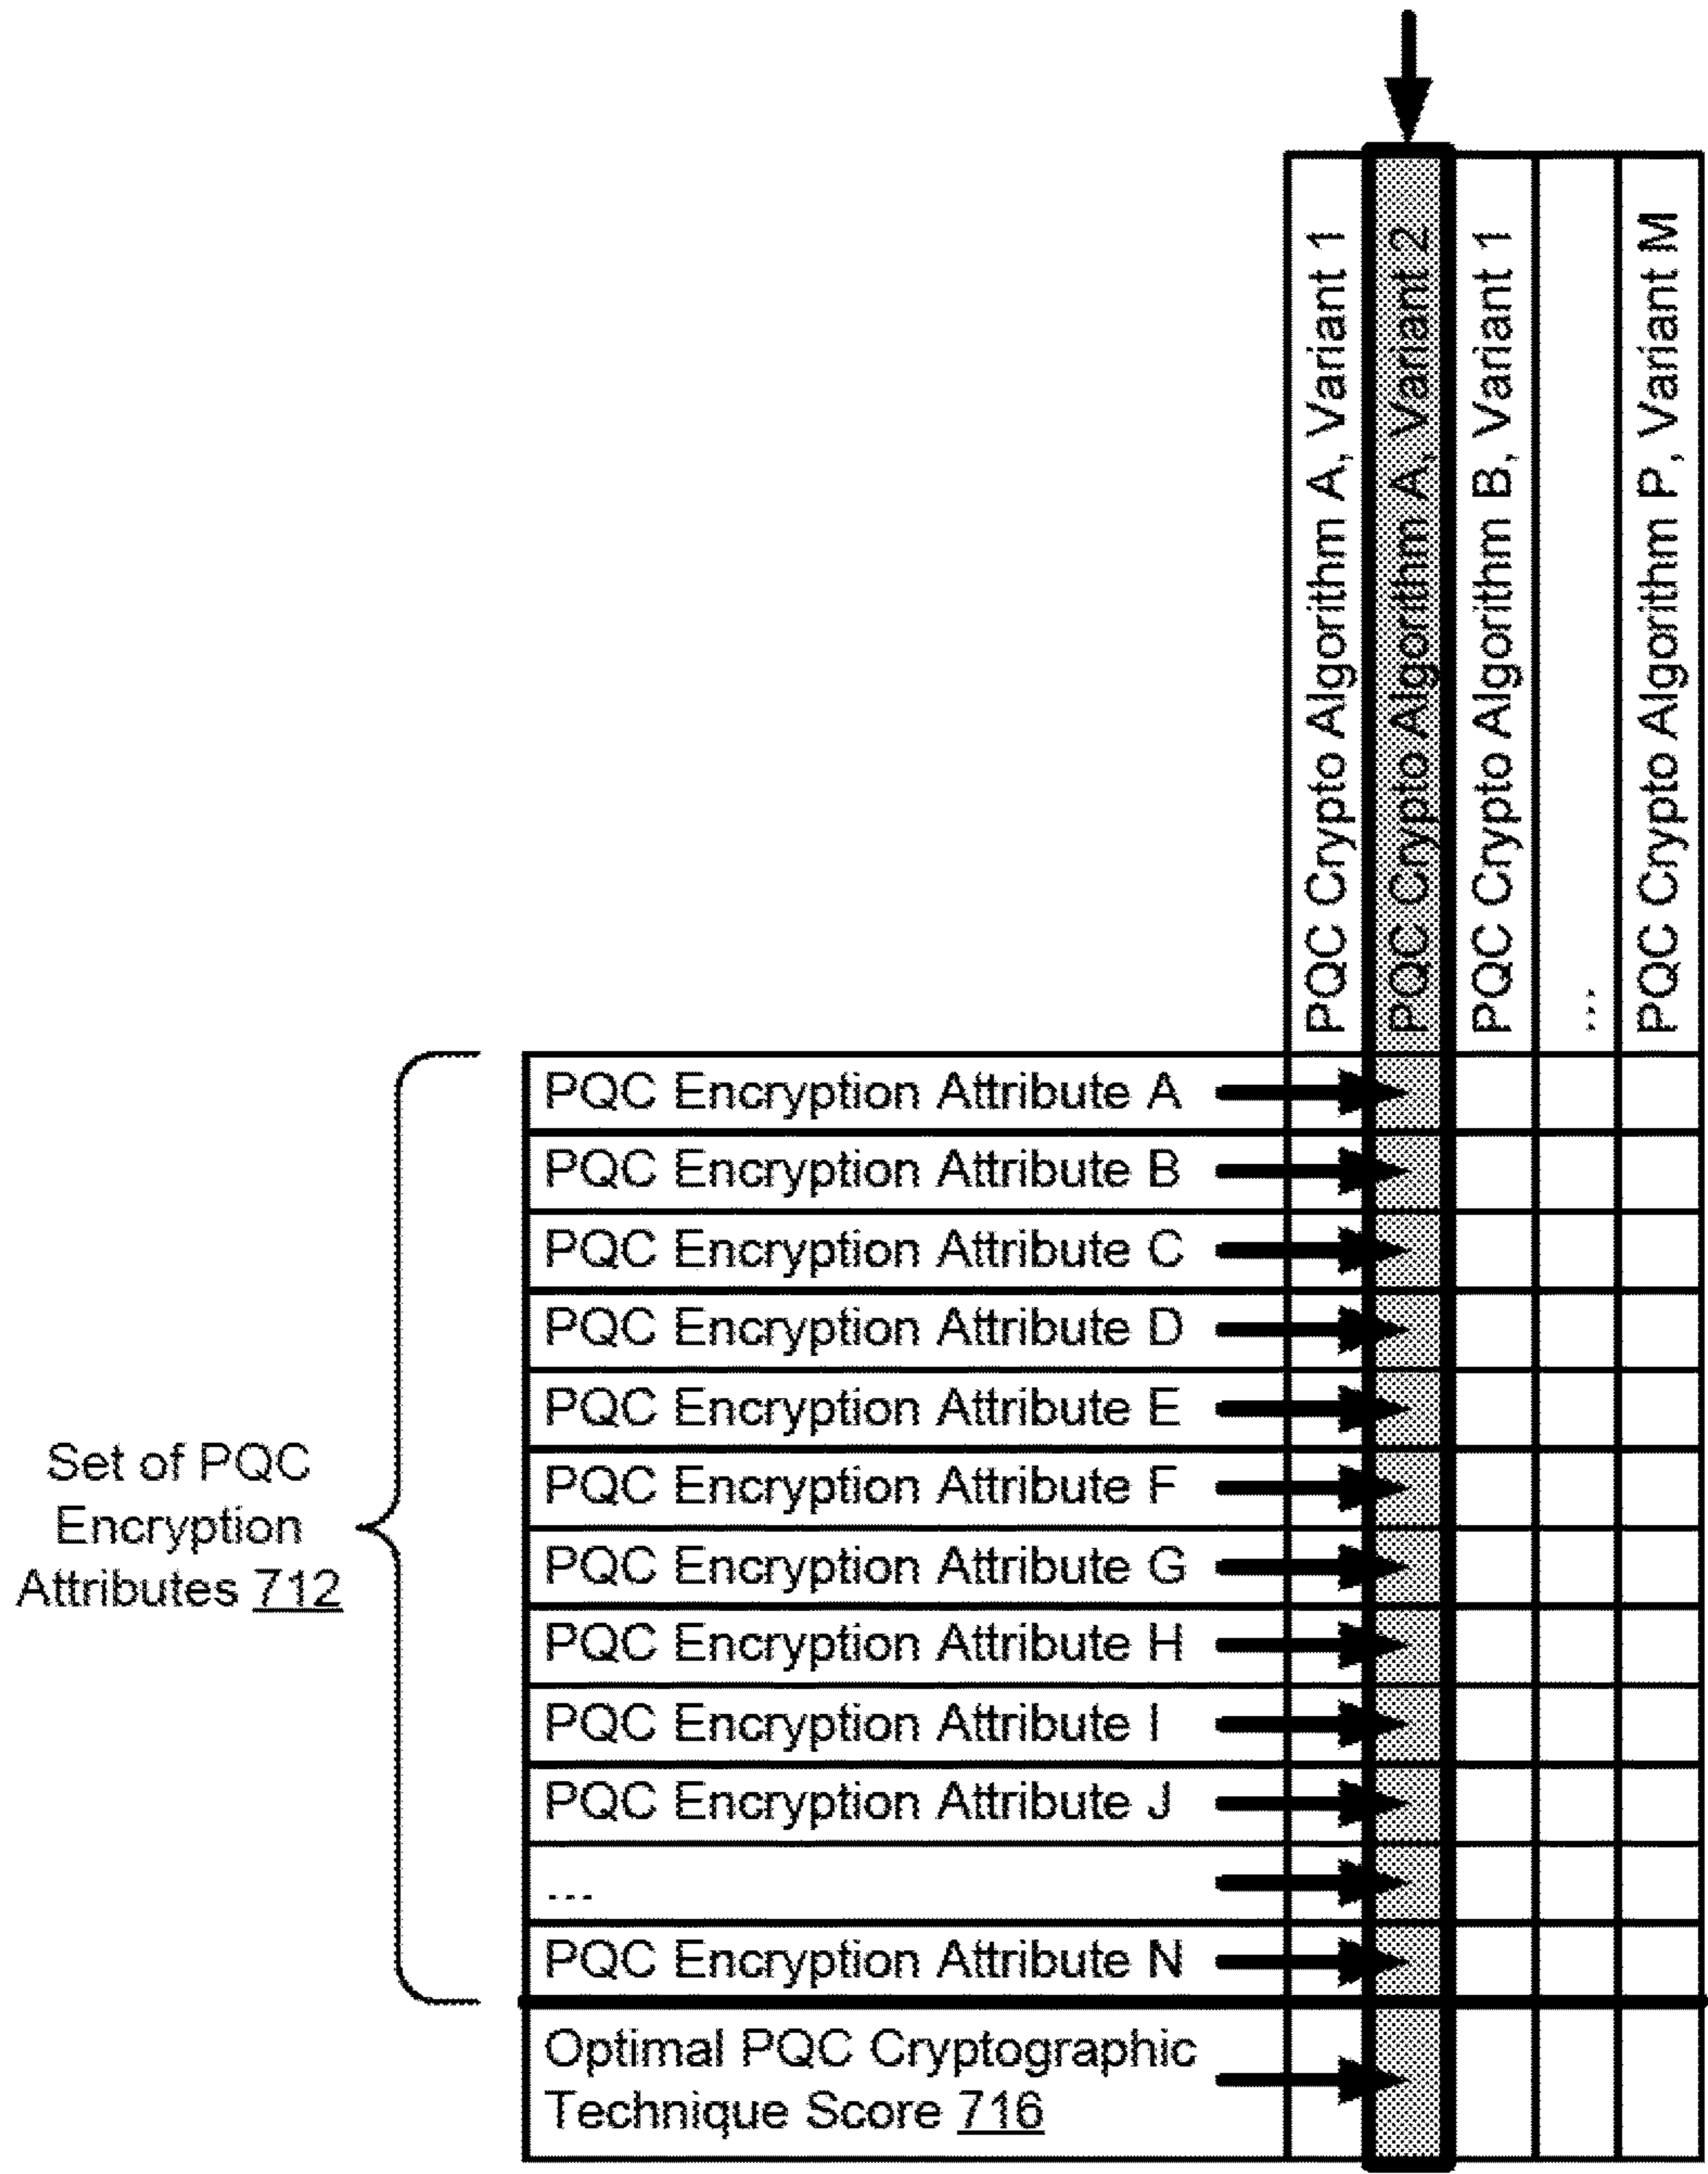 PQC Crypto Algorithm A, Variant 1
PQC Crypto Algorithm A, Variant 2
PQC Crypto Algorithm B, Variant 1
...
PQC Crypto Algorithm P, Variant M
Set of PQC
Encryption
Attributes 712
PQC Encryption Attribute A
PQC Encryption Attribute B
PQC Encryption Attribute C
PQC Encryption Attribute D
PQC Encryption Attribute E
PQC Encryption Attribute F
PQC Encryption Attribute G
PQC Encryption Attribute H
PQC Encryption Attribute I
PQC Encryption Attribute J
...
PQC Encryption Attribute N
Optimal PQC Cryptographic
Technique Score 716